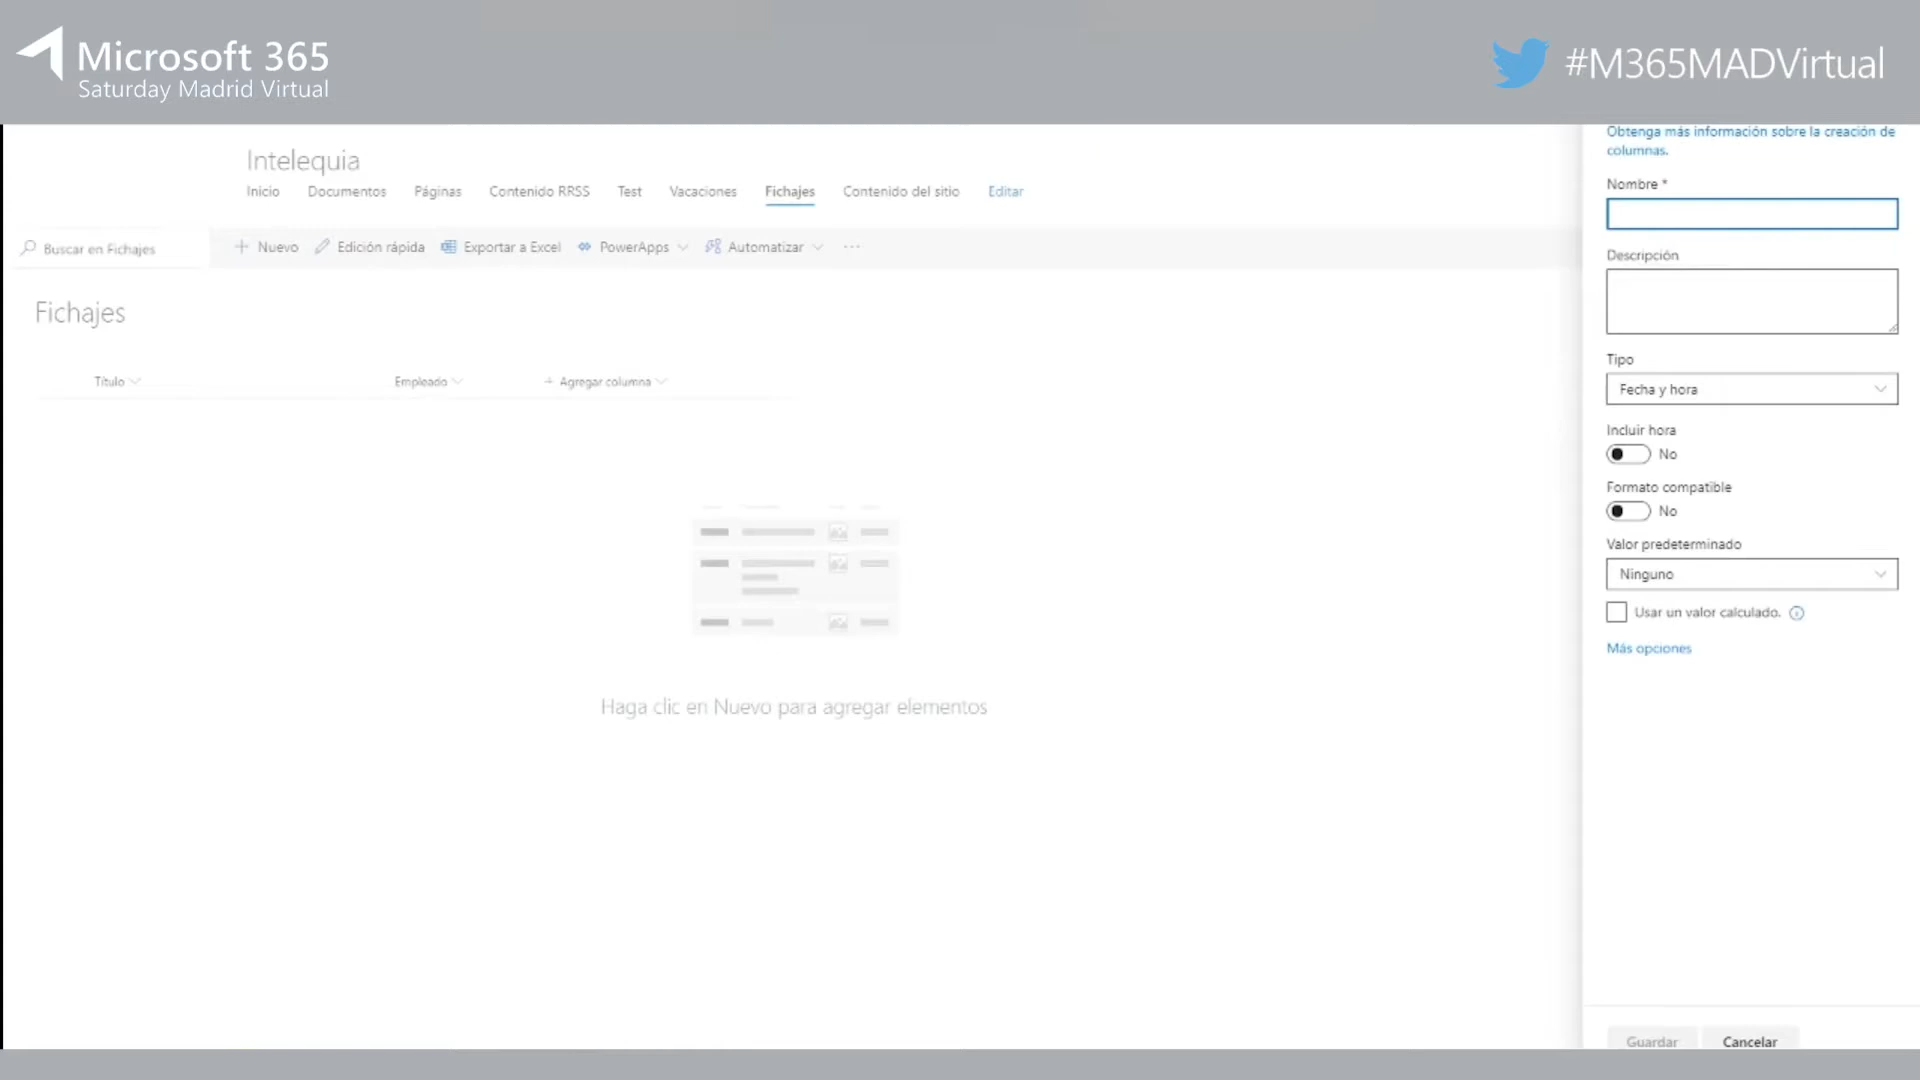 Microsoft 365
Saturday Madrid Virtual
#M365MADVirtual
Intelequia
Inicio Documentos Páginas Contenido RRSS Test Vacaciones Fichajes Contenido del sitio Editar
Buscar en Fichajes
Nuevo Edición rápida Exportar a Excel PowerApps Automatizar ...
Fichajes
Título Empleado + Agregar columna
Haga clic en Nuevo para agregar elementos
Obtenga más información sobre la creación de
columnas.
Nombre *
Descripción
Tipo
Fecha y hora
Incluir hora
No
Formato compatible
No
Valor predeterminado
Ninguno
Usar un valor calculado.
Más opciones
Guardar Cancelar